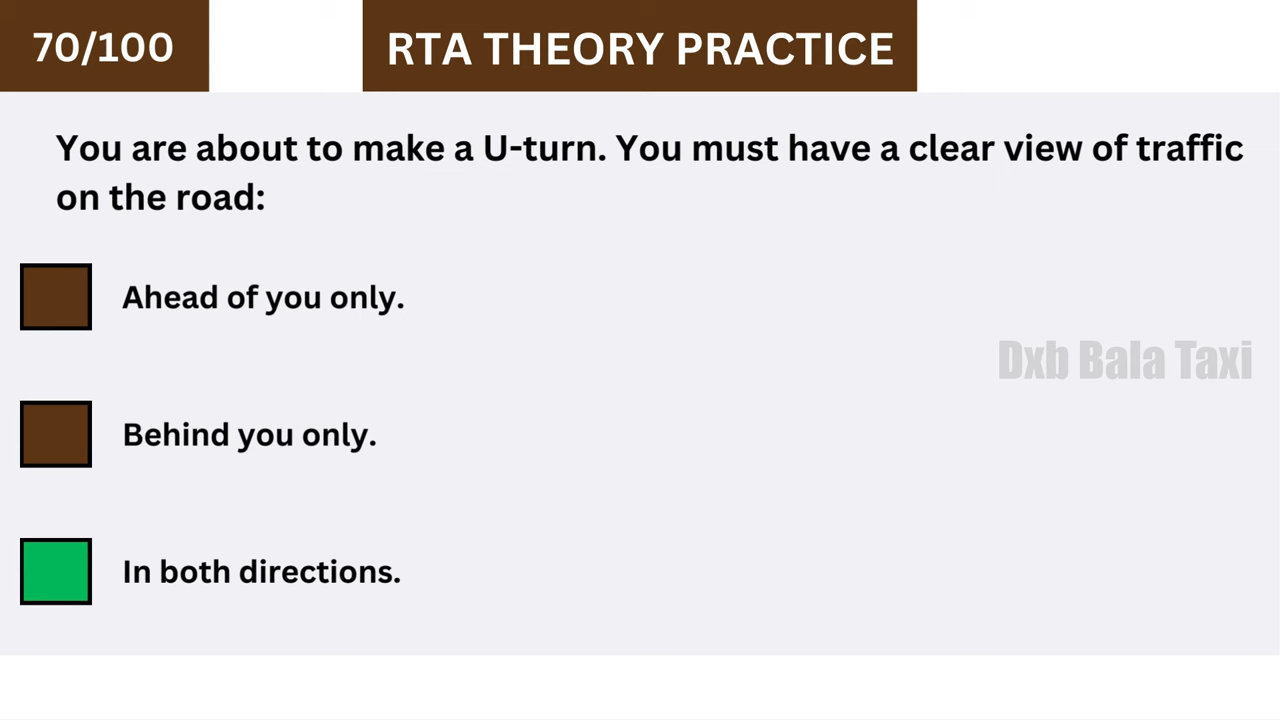 70/100
RTA THEORY PRACTICE
You are about to make a U-turn. You must have a clear view of traffic
on the road:
Ahead of you only.
Dxb Bala Taxi
Behind you only.
In both directions.